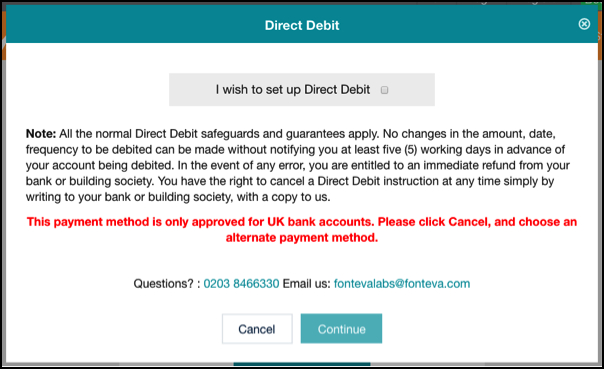 Direct Debit
I wish to set up Direct Debit
Note: All the normal Direct Debit safeguards and guarantees apply. No changes in the amount, date,
frequency to be debited can be made without notifying you at least five (5) working days in advance of
your account being debited. In the event of any error, you are entitled to an immediate refund from your
bank or building society. You have the right to cancel a Direct Debit instruction at any time simply by
writing to your bank or building society, with a copy to us.
This payment method is only approved for UK bank accounts. Please click Cancel, and choose an
alternate payment method.
Questions? : 0203 8466330 Email us: fontevalabs@fonteva.com
Cancel Continue